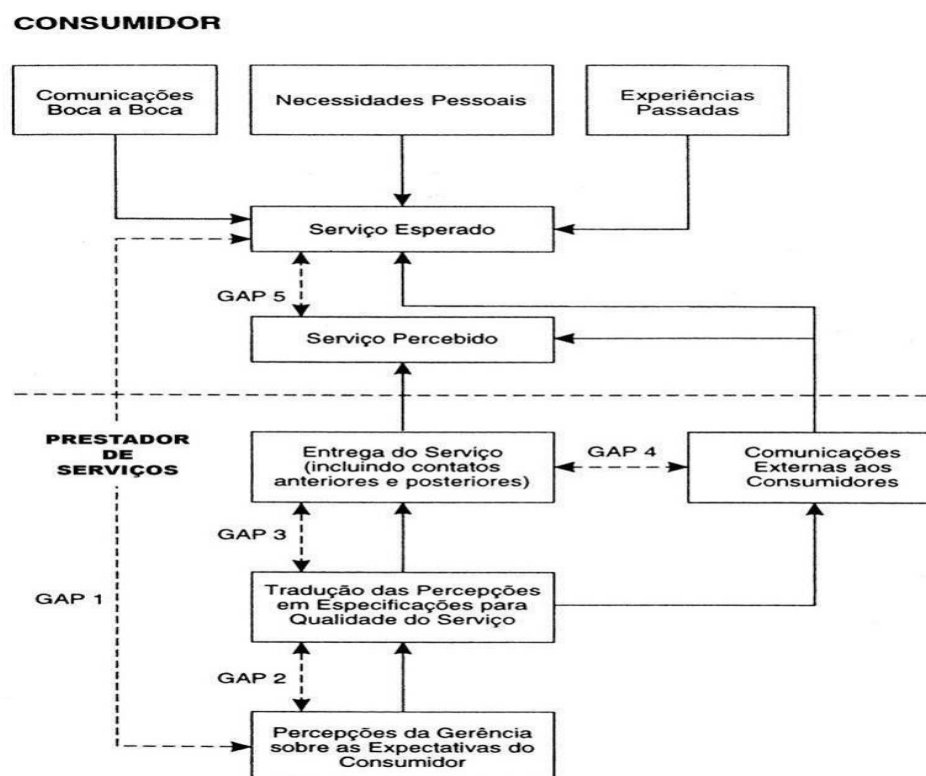 CONSUMIDOR
Comunicações
Boca a Boca
Necessidades Pessoais
Experiências
Passadas
Serviço Esperado
GAP 5
Serviço Percebido
PRESTADOR
DE
SERVIÇOS
Entrega do Serviço
(incluindo contatos
anteriores e posteriores)
GAP 4
Comunicações
Externas aos
Consumidores
GAP 3
GAP 1
Tradução das Percepções
em Especificações para
Qualidade do Serviço
GAP 2
Percepções da Gerência
sobre as Expectativas do
Consumidor